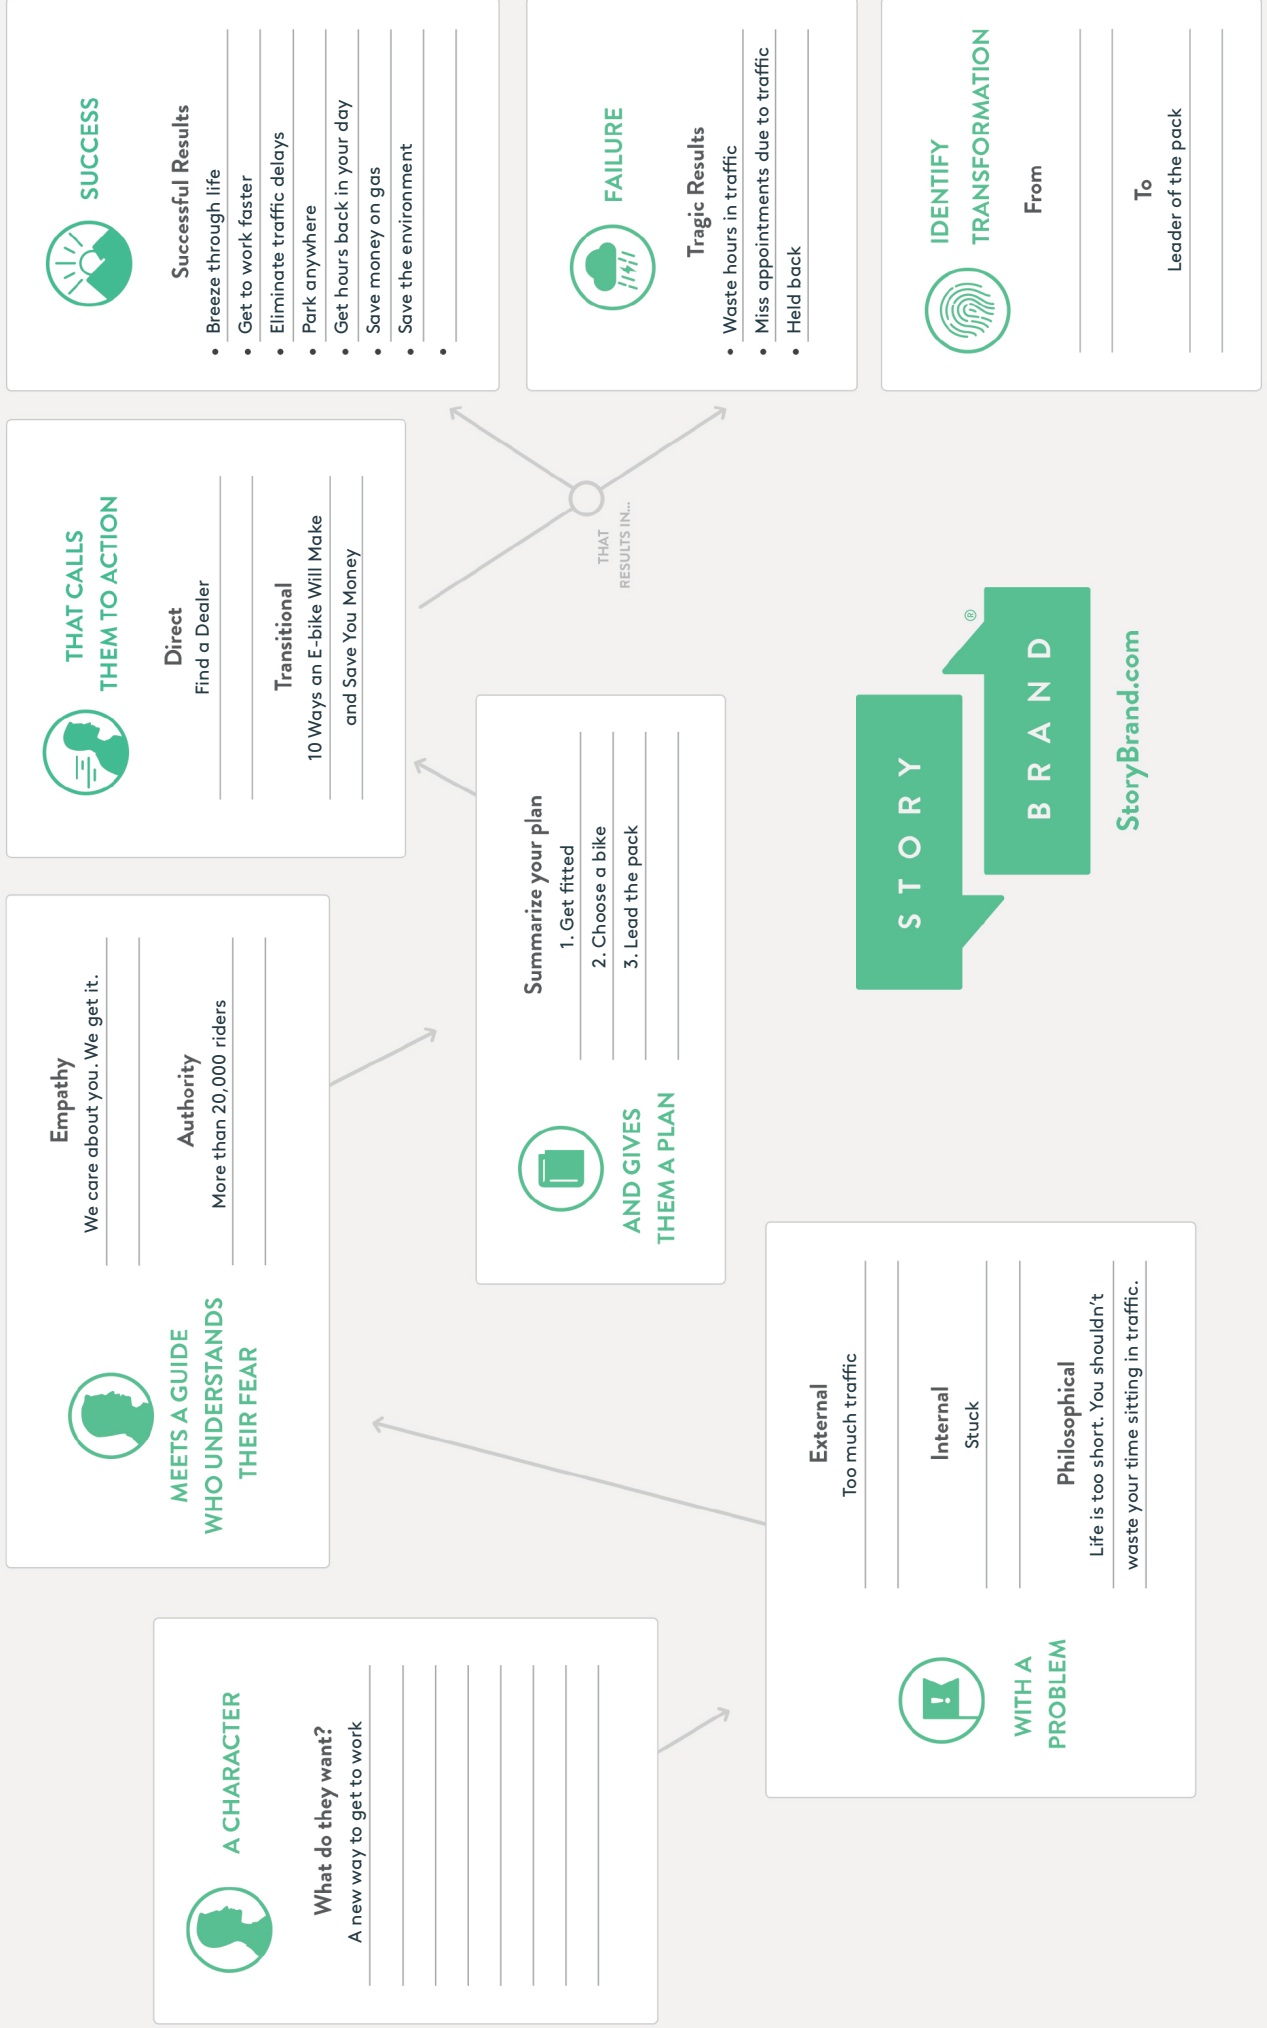 A CHARACTER
What do they want?
A new way to get to work
WITH A
PROBLEM
External
Too much traffic
Internal
Stuck
Philosophical
Life is too short. You shouldn't
waste your time sitting in traffic.
MEETS A GUIDE
WHO UNDERSTANDS
THEIR FEAR
Empathy
We care about you. We get it.
Authority
More than 20,000 riders
AND GIVES
THEM A PLAN
Summarize your plan
1. Get fitted
2. Choose a bike
3. Lead the pack
THAT CALLS
THEM TO ACTION
Direct
Find a Dealer
Transitional
10 Ways an E-bike Will Make
and Save You Money
THAT
RESULTS IN...
SUCCESS
Successful Results
• Breeze through life
• Get to work faster
• Eliminate traffic delays
• Park anywhere
• Get hours back in your day
• Save money on gas
• Save the environment
•
FAILURE
Tragic Results
• Waste hours in traffic
• Miss appointments due to traffic
• Held back
IDENTIFY
TRANSFORMATION
From
To
Leader of the pack
STORY
BRAND
®
StoryBrand.com